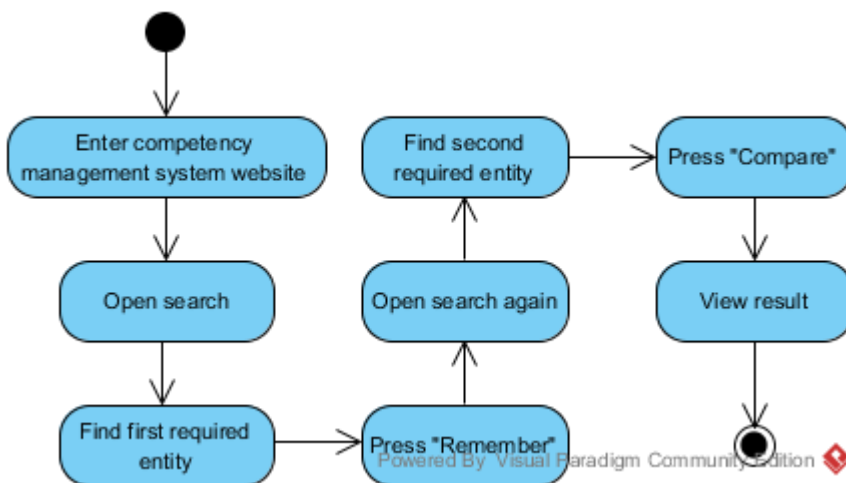 Enter competency
management system website
Open search
Find first required
entity
Press "Remember"
Open search again
Find second
required entity
Press "Compare"
View result
Powered By Visual Paradigm Community Edition